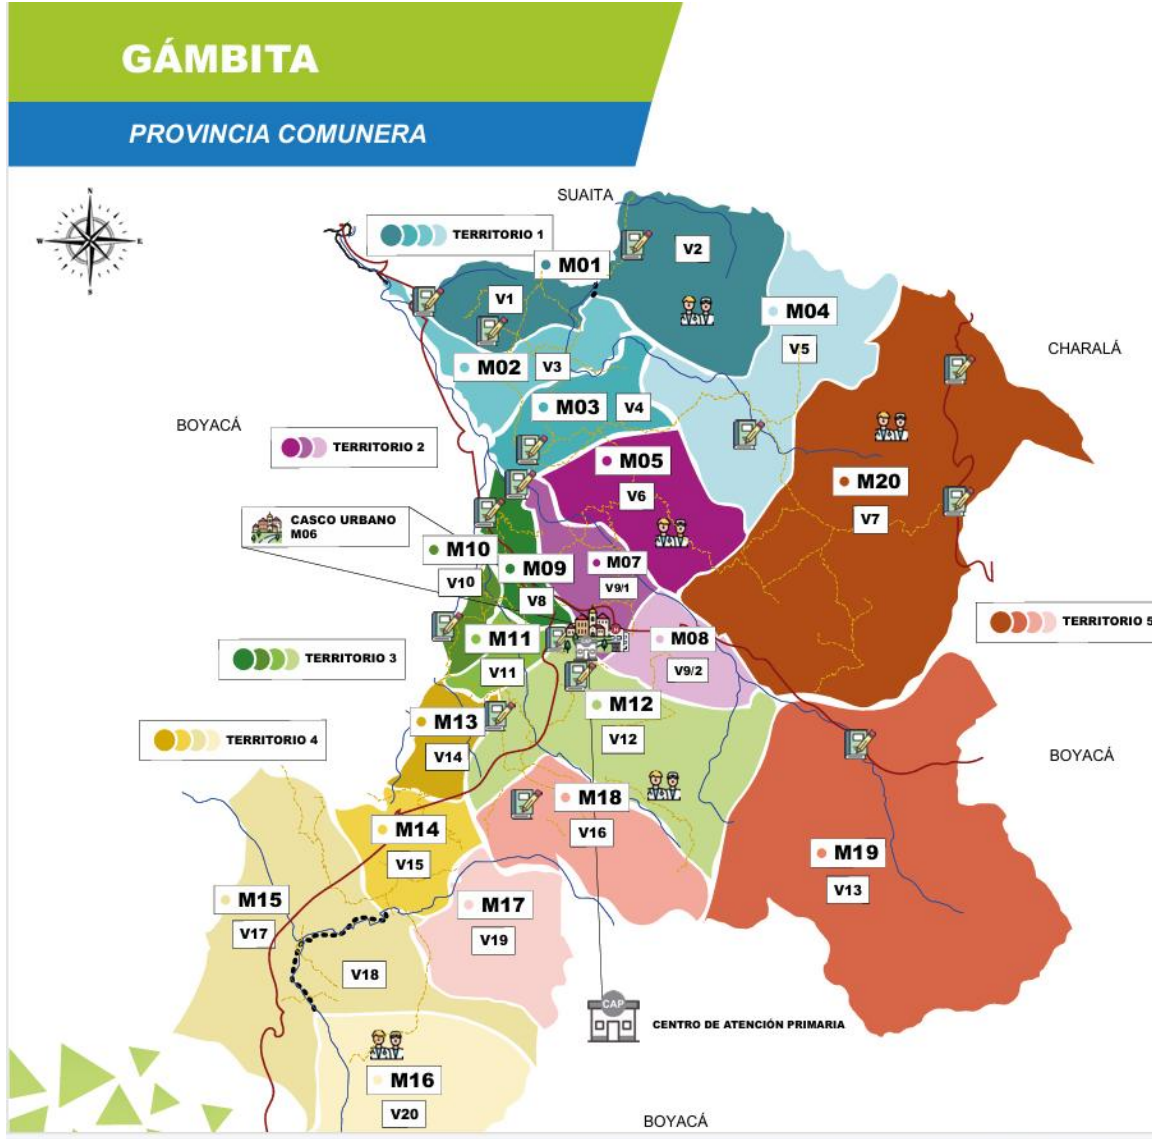 GÁMBITA
PROVINCIA COMUNERA
N
W
E
S
SUAITA
TERRITORIO 1
M01
V1
V2
M04
V5
M02
V3
M03
V4
CHARALÁ
BOYACÁ
TERRITORIO 2
M05
V6
M20
V7
CASCO URBANO
M06
M10
V10
M09
V8
M07
V9/1
M11
V11
M08
V9/2
TERRITORIO 5
TERRITORIO 3
M12
V12
M13
V14
TERRITORIO 4
BOYACÁ
M18
V16
M14
V15
M19
V13
M15
V17
M17
V19
V18
CAP
CENTRO DE ATENCIÓN PRIMARIA
M16
V20
BOYACÁ